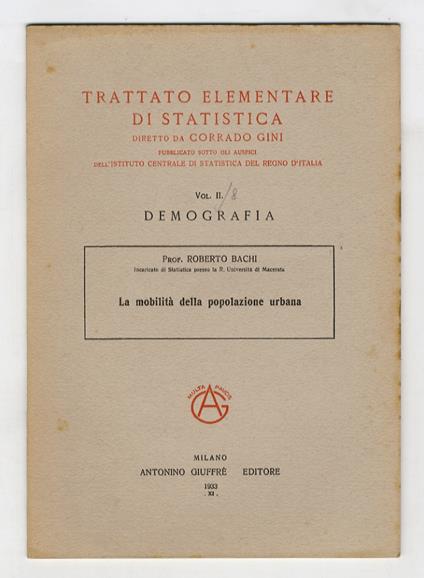 TRATTATO ELEMENTARE
DI STATISTICA
DIRETTO DA CORRADO GINI
PUBBLICATO SOTTO GLI AUSPICI
DELL'ISTITUTO CENTRALE DI STATISTICA DEL REGNO D'ITALIA
VOL. II./8
DEMOGRAFIA
PROF. ROBERTO BACHI
Incaricato di Statistica presso la R. Università di Macerata
La mobilità della popolazione urbana
MULTA PAUCIS
AG
MILANO
ANTONINO GIUFFRÈ EDITORE
1933
. XI .